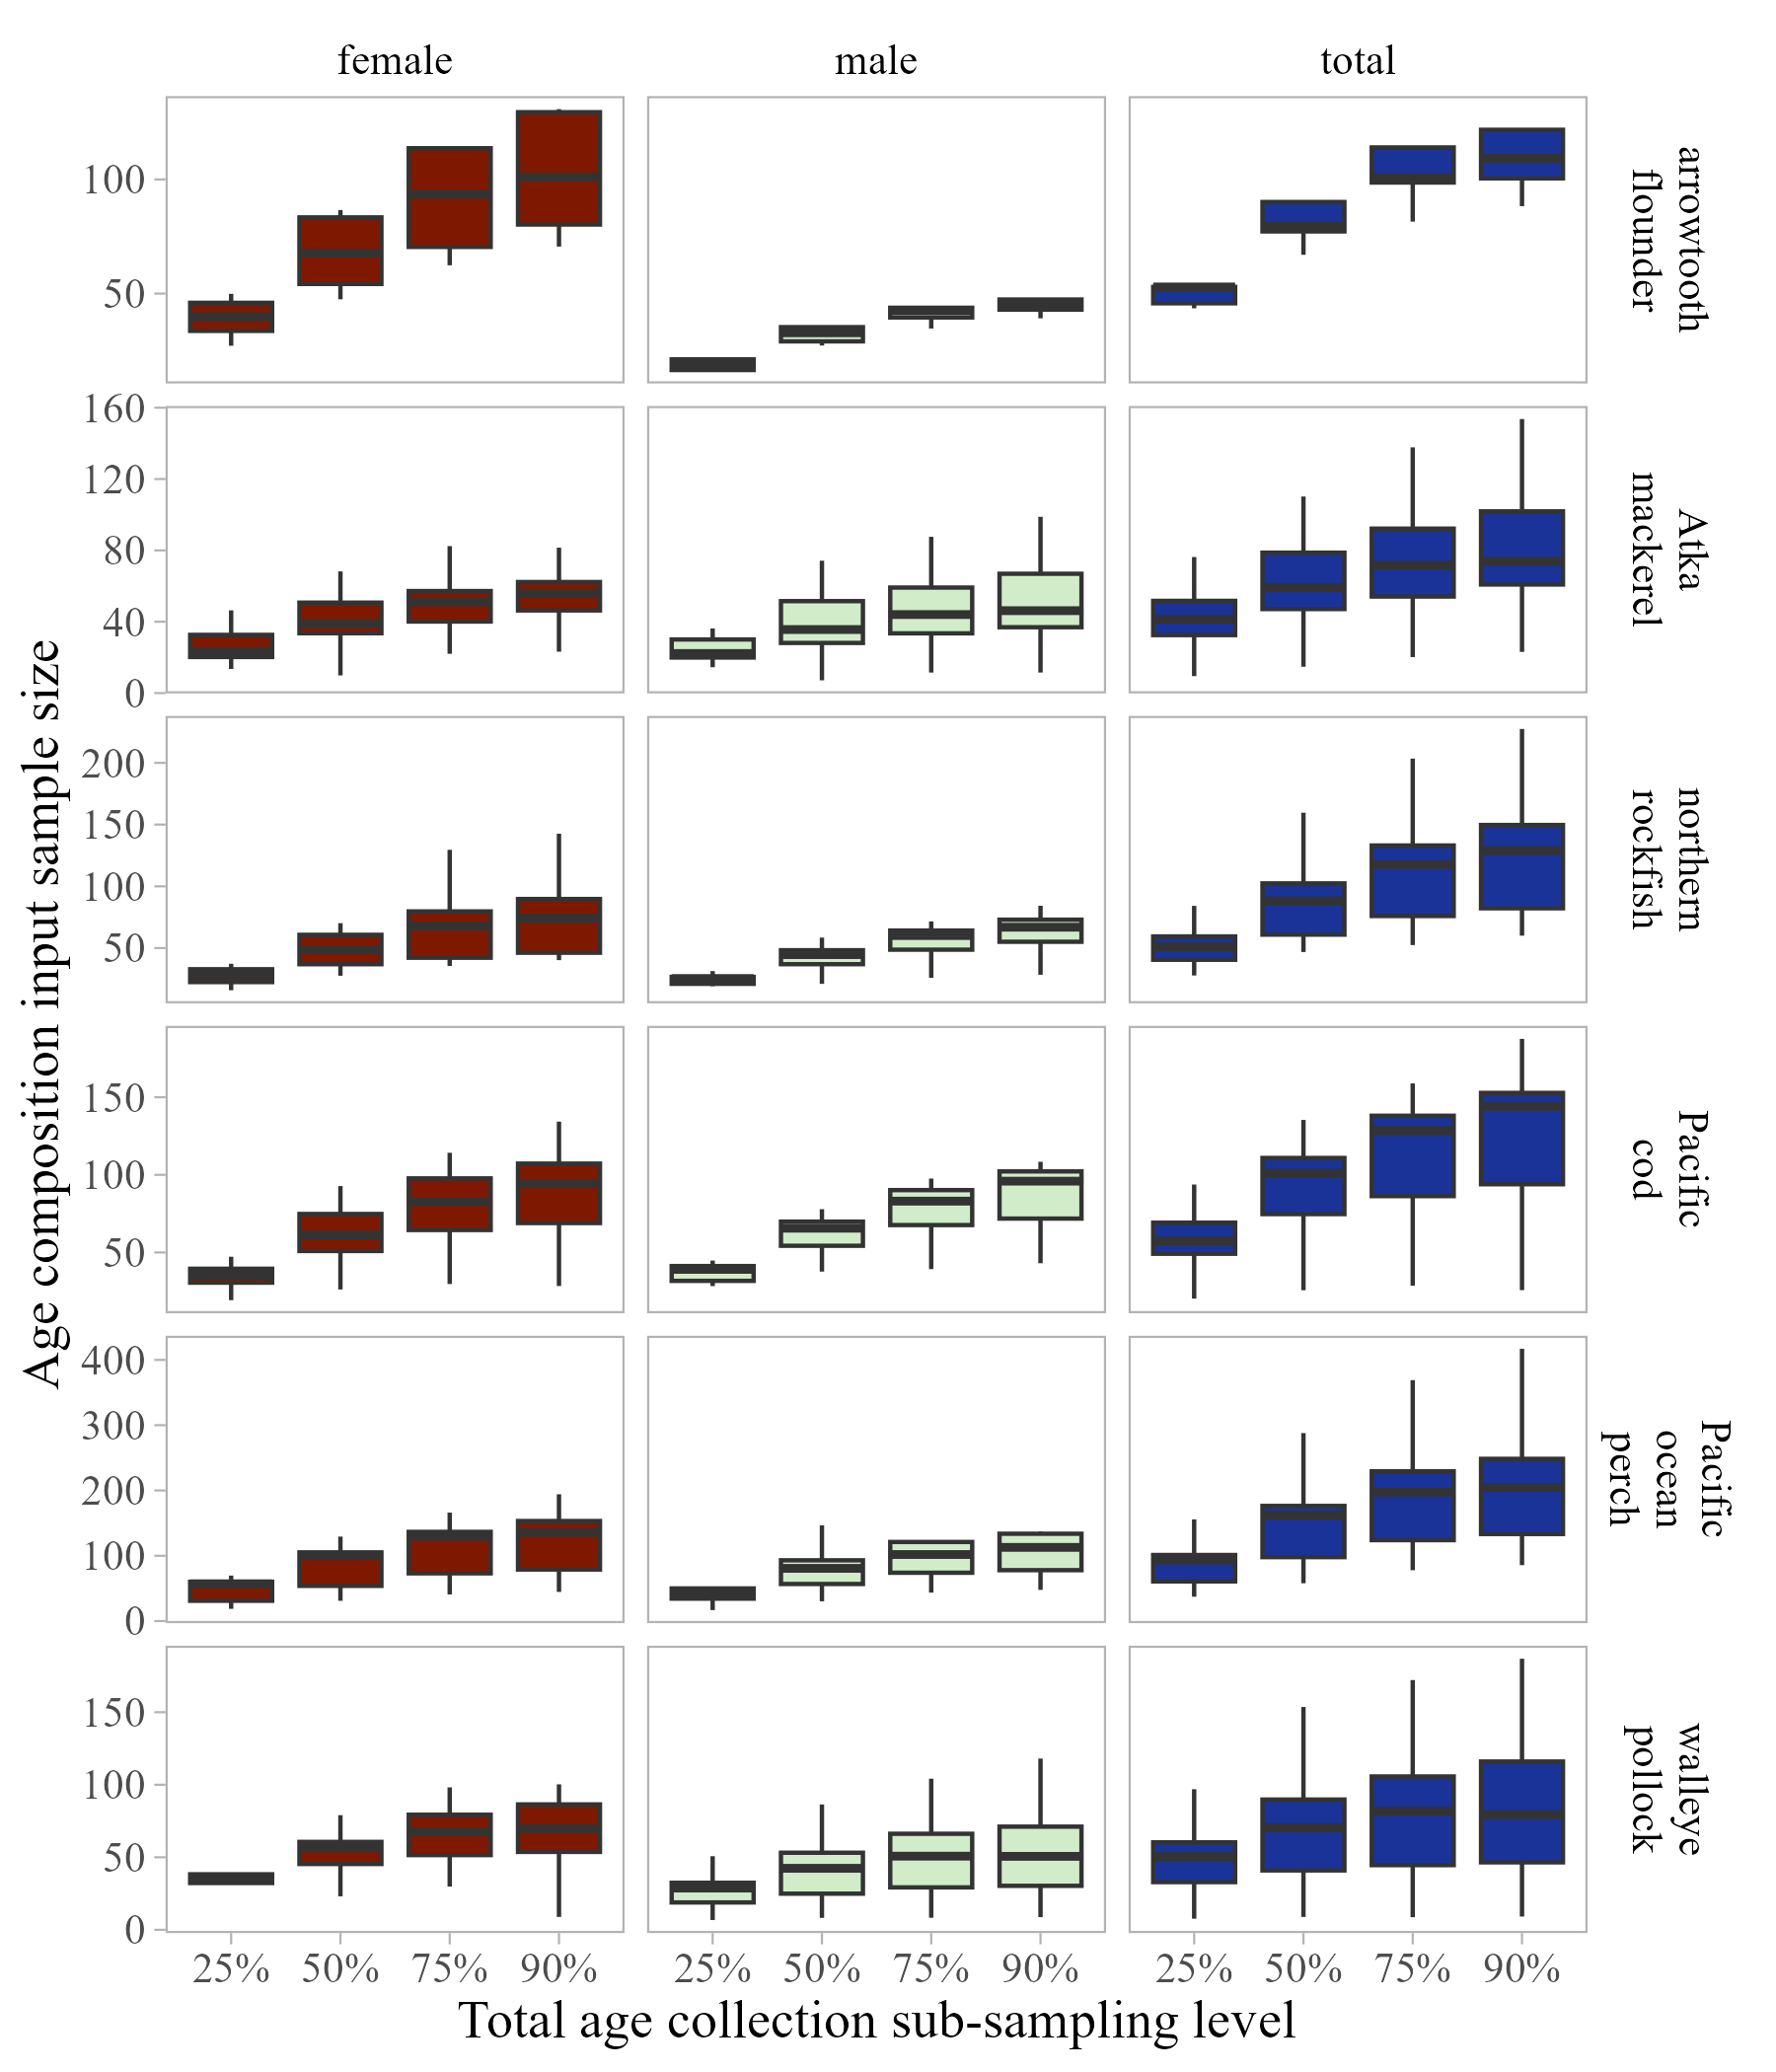 female
male
total
100
50
arrowtooth
flounder
160
120
80
40
0
Atka
mackerel
200
150
100
50
northern
rockfish
150
100
50
Pacific
cod
400
300
200
100
0
Pacific
ocean
perch
150
100
50
0
walleye
pollock
25% 50% 75% 90%
25% 50% 75% 90%
25% 50% 75% 90%
Total age collection sub-sampling level
Age composition input sample size